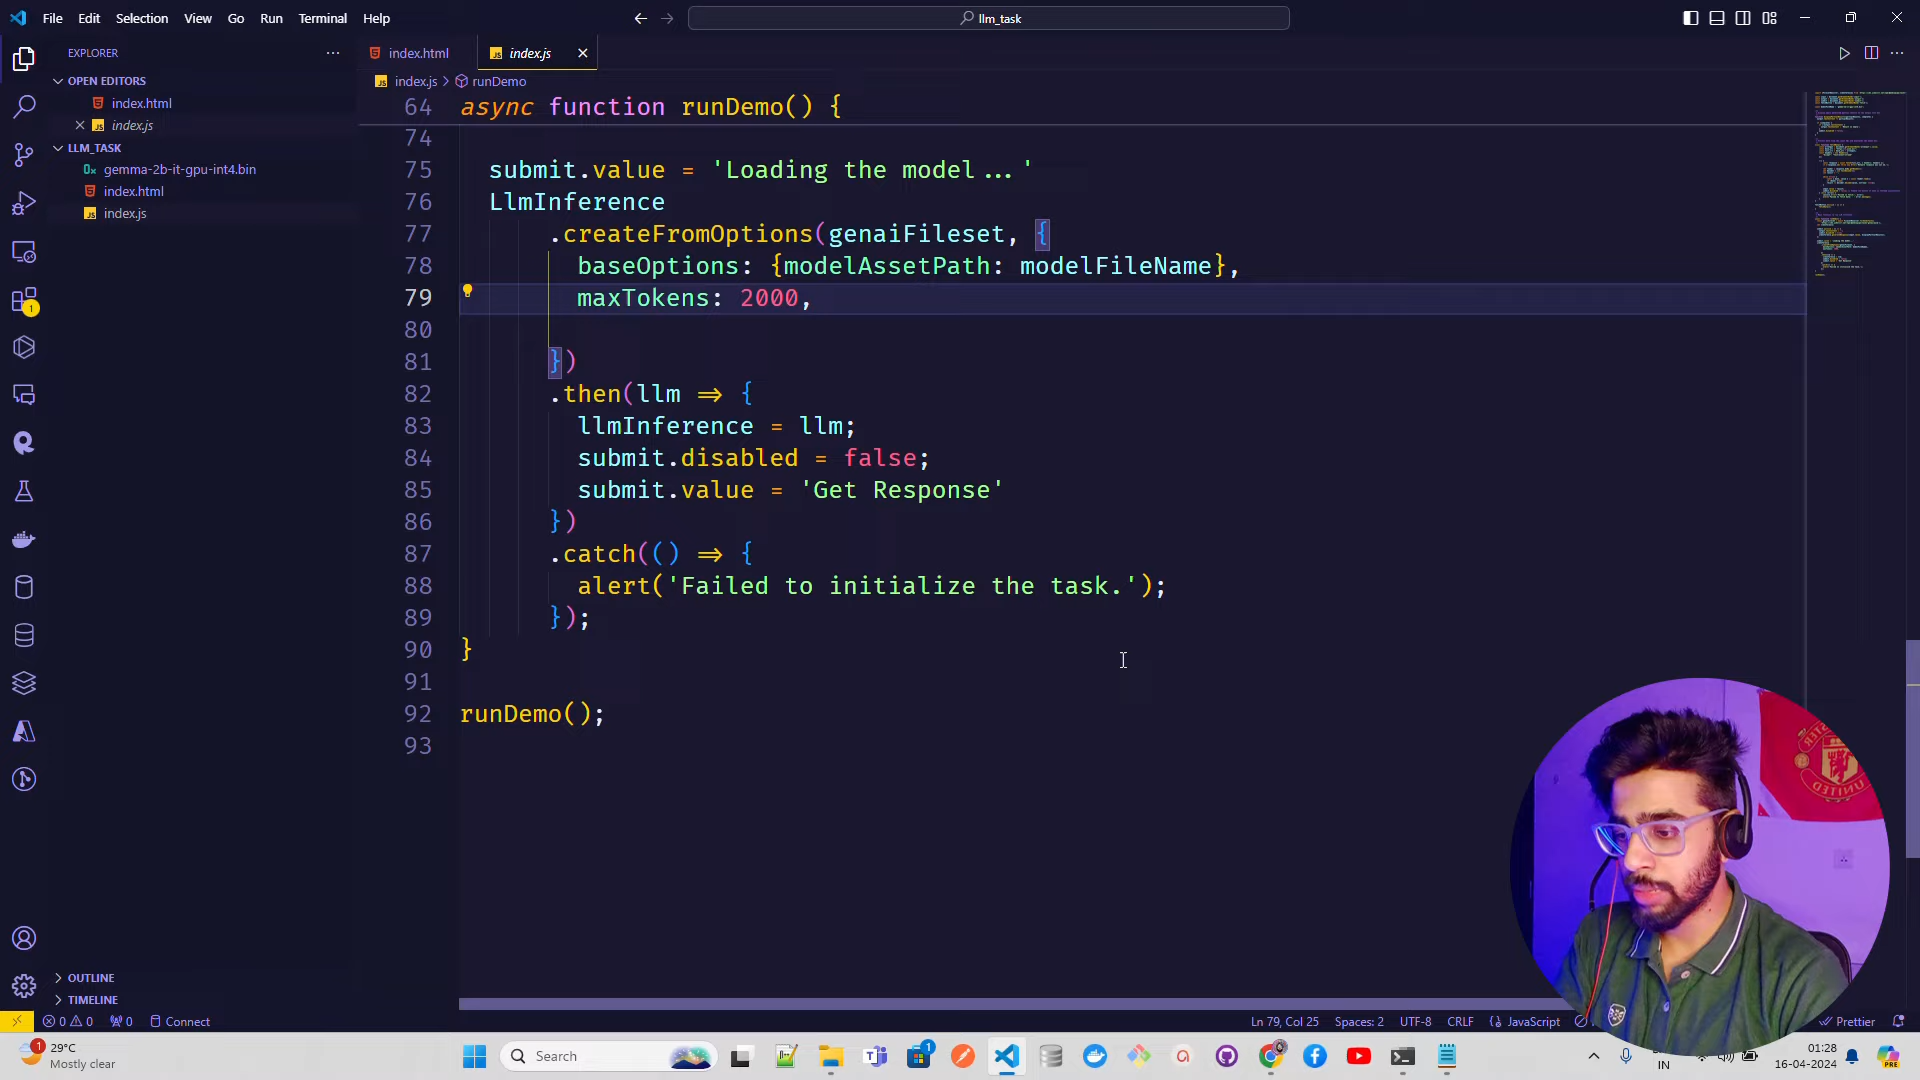 File Edit Selection View Go Run Terminal Help
llm_task
EXPLORER
OPEN EDITORS
index.html
index.js
LLM_TASK
gemma-2b-it-gpu-int4.bin
index.html
index.js
OUTLINE
TIMELINE
index.html
index.js
index.js > runDemo
64 async function runDemo() {
74
75 submit.value = 'Loading the model...'
76 LlmInference
77 .createFromOptions(genaiFileset, {
78 baseOptions: {modelAssetPath: modelFileName},
79 maxTokens: 2000,
80
81 })
82 .then(llm => {
83 llmInference = llm;
84 submit.disabled = false;
85 submit.value = 'Get Response'
86 })
87 .catch(() => {
88 alert('Failed to initialize the task.');
89 });
90 }
91
92 runDemo();
93
UNITED
0 0 0 Connect
Ln 79, Col 25 Spaces: 2 UTF-8 CRLF {} JavaScript Prettier
29°C
Mostly clear
Search
IN
01:28
16-04-2024